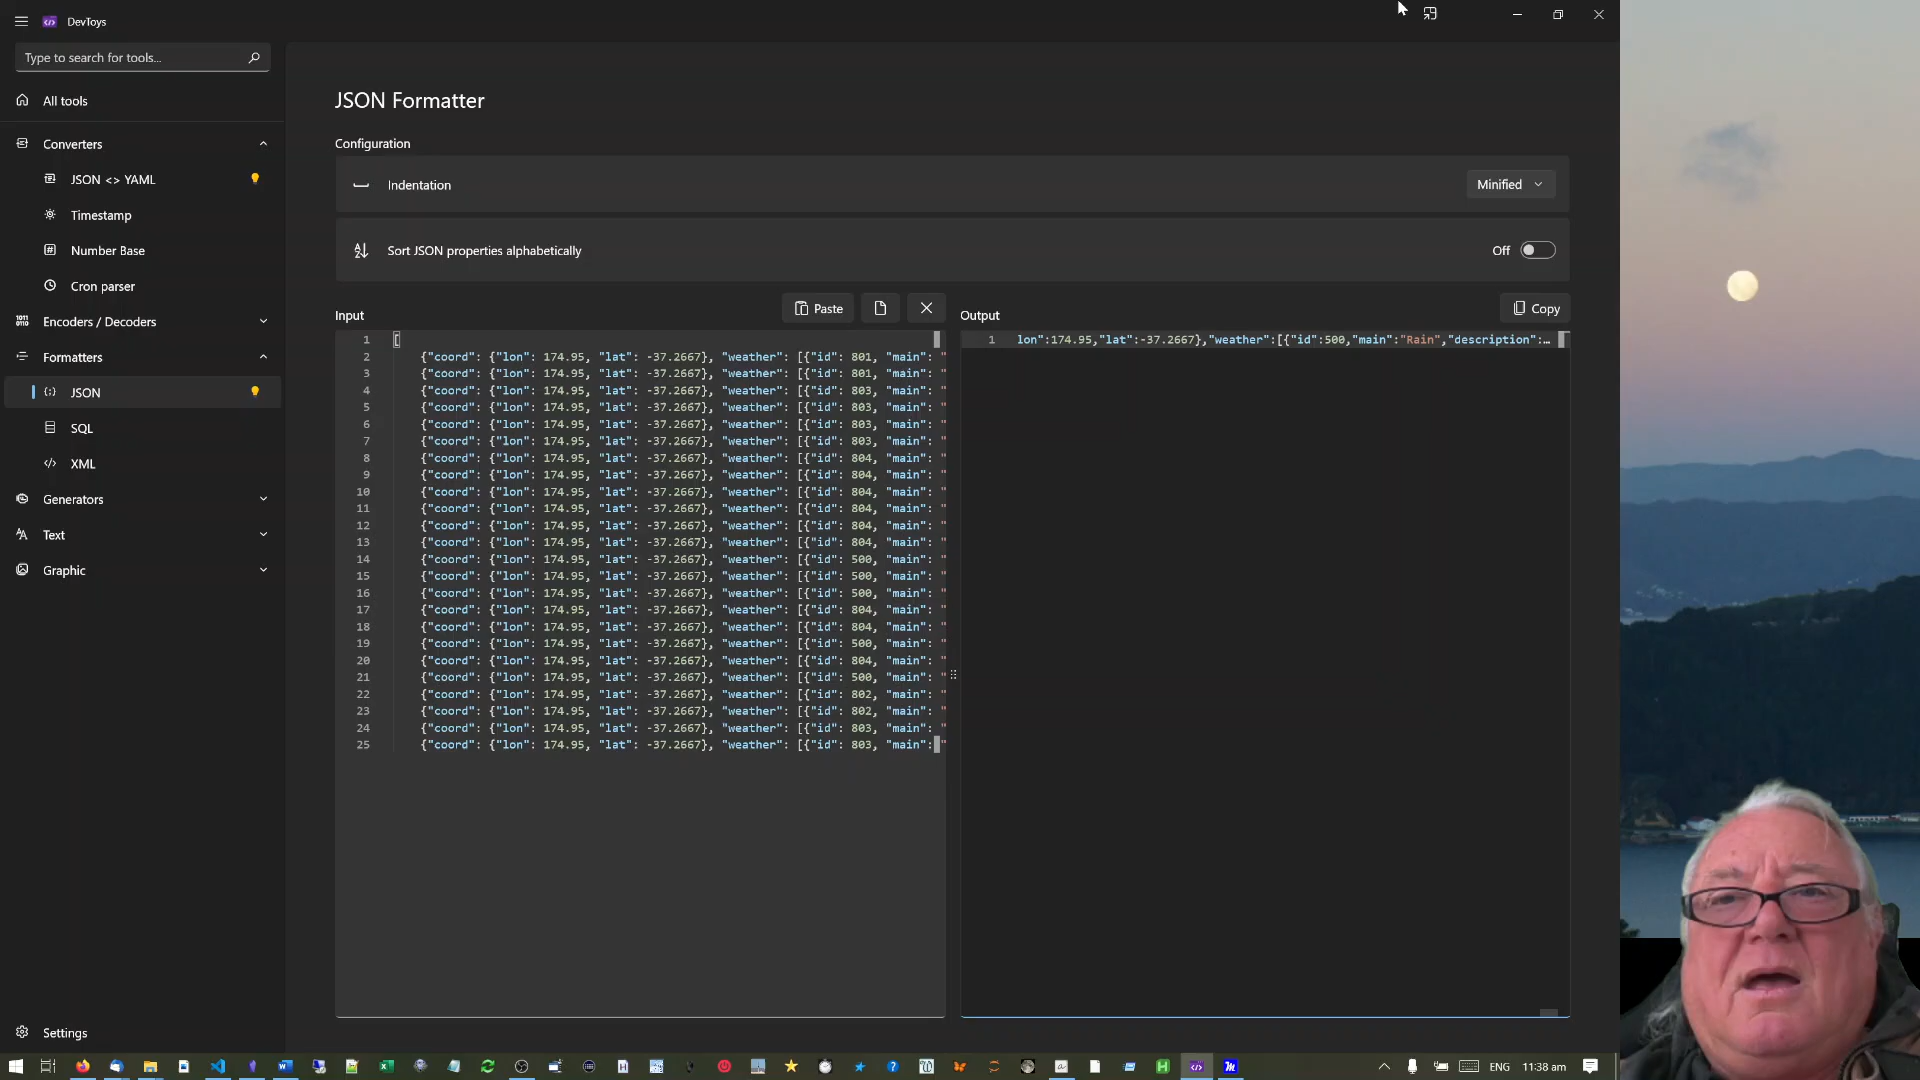 DevToys
Type to search for tools...
All tools
Converters
JSON <> YAML
Timestamp
Number Base
Cron parser
Encoders / Decoders
Formatters
JSON
SQL
XML
Generators
Text
Graphic
Settings
JSON Formatter
Configuration
Indentation
Minified
Sort JSON properties alphabetically
Off
Input
Paste
1 [
2 {"coord": {"lon": 174.95, "lat": -37.2667}, "weather": [{"id": 801, "main": "
3 {"coord": {"lon": 174.95, "lat": -37.2667}, "weather": [{"id": 801, "main": "
4 {"coord": {"lon": 174.95, "lat": -37.2667}, "weather": [{"id": 803, "main": "
5 {"coord": {"lon": 174.95, "lat": -37.2667}, "weather": [{"id": 803, "main": "
6 {"coord": {"lon": 174.95, "lat": -37.2667}, "weather": [{"id": 803, "main": "
7 {"coord": {"lon": 174.95, "lat": -37.2667}, "weather": [{"id": 803, "main": "
8 {"coord": {"lon": 174.95, "lat": -37.2667}, "weather": [{"id": 804, "main": "
9 {"coord": {"lon": 174.95, "lat": -37.2667}, "weather": [{"id": 804, "main": "
10 {"coord": {"lon": 174.95, "lat": -37.2667}, "weather": [{"id": 804, "main": "
11 {"coord": {"lon": 174.95, "lat": -37.2667}, "weather": [{"id": 804, "main": "
12 {"coord": {"lon": 174.95, "lat": -37.2667}, "weather": [{"id": 804, "main": "
13 {"coord": {"lon": 174.95, "lat": -37.2667}, "weather": [{"id": 804, "main": "
14 {"coord": {"lon": 174.95, "lat": -37.2667}, "weather": [{"id": 500, "main": "
15 {"coord": {"lon": 174.95, "lat": -37.2667}, "weather": [{"id": 500, "main": "
16 {"coord": {"lon": 174.95, "lat": -37.2667}, "weather": [{"id": 500, "main": "
17 {"coord": {"lon": 174.95, "lat": -37.2667}, "weather": [{"id": 804, "main": "
18 {"coord": {"lon": 174.95, "lat": -37.2667}, "weather": [{"id": 804, "main": "
19 {"coord": {"lon": 174.95, "lat": -37.2667}, "weather": [{"id": 500, "main": "
20 {"coord": {"lon": 174.95, "lat": -37.2667}, "weather": [{"id": 804, "main": "
21 {"coord": {"lon": 174.95, "lat": -37.2667}, "weather": [{"id": 500, "main": "
22 {"coord": {"lon": 174.95, "lat": -37.2667}, "weather": [{"id": 802, "main": "
23 {"coord": {"lon": 174.95, "lat": -37.2667}, "weather": [{"id": 802, "main": "
24 {"coord": {"lon": 174.95, "lat": -37.2667}, "weather": [{"id": 803, "main": "
25 {"coord": {"lon": 174.95, "lat": -37.2667}, "weather": [{"id": 803, "main": "
Output
Copy
1 lon":174.95,"lat":-37.2667},"weather":[{"id":500,"main":"Rain","description":…
ENG
11:38 am